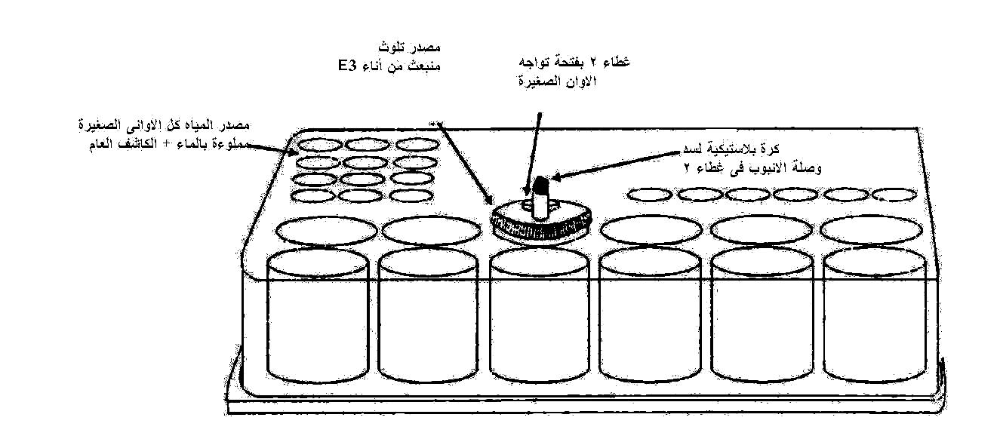 مصدر تلوث
منبعث من أناء E3
غطاء ٢ بفتحة تواجه
الاوان الصغيرة
مصدر المياه كل الاوانى الصغيرة
مملوءة بالماء + الكاشف العام
كرة بلاستيكية لسد
وصلة الانبوب فى غطاء ٢